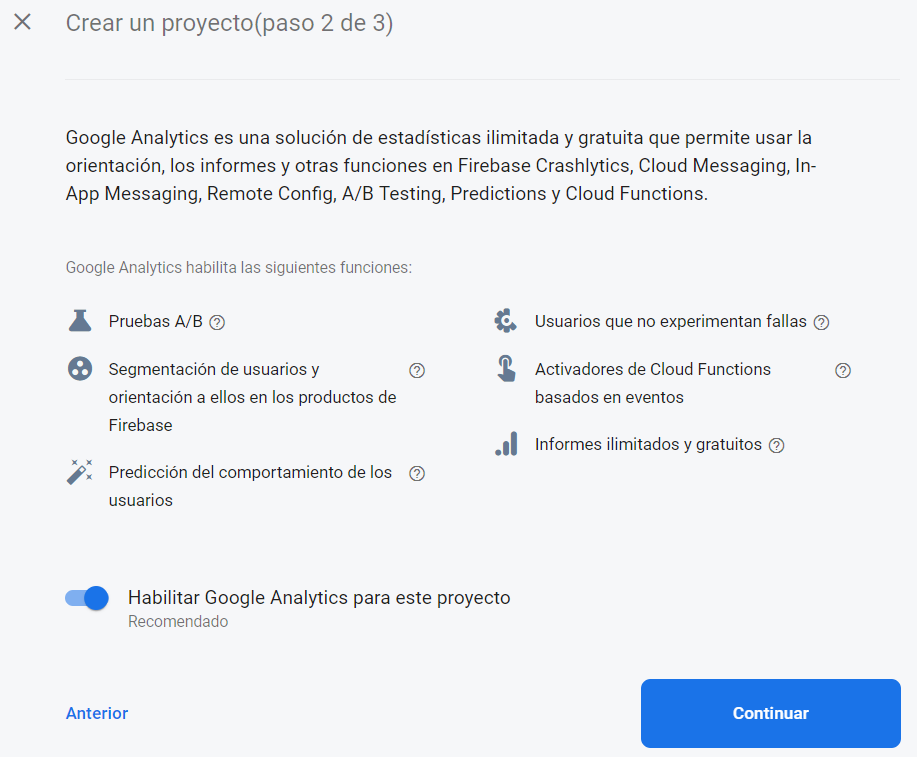 Crear un proyecto(paso 2 de 3)
Google Analytics es una solución de estadísticas ilimitada y gratuita que permite usar la
orientación, los informes y otras funciones en Firebase Crashlytics, Cloud Messaging, In-
App Messaging, Remote Config, A/B Testing, Predictions y Cloud Functions.
Google Analytics habilita las siguientes funciones:
Pruebas A/B
Segmentación de usuarios y
orientación a ellos en los productos de
Firebase
Predicción del comportamiento de los
usuarios
Usuarios que no experimentan fallas
Activadores de Cloud Functions
basados en eventos
Informes ilimitados y gratuitos
Habilitar Google Analytics para este proyecto
Recomendado
Anterior
Continuar